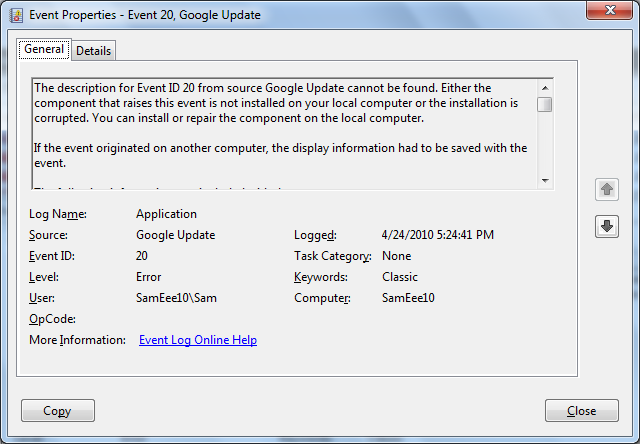 Event Properties - Event 20, Google Update
General
Details
The description for Event ID 20 from source Google Update cannot be found. Either the
component that raises this event is not installed on your local computer or the installation is
corrupted. You can install or repair the component on the local computer.
If the event originated on another computer, the display information had to be saved with the
event.
Log Name: Application
Source: Google Update Logged: 4/24/2010 5:24:41 PM
Event ID: 20 Task Category: None
Level: Error Keywords: Classic
User: SamEee10\Sam Computer: SamEee10
OpCode:
More Information: Event Log Online Help
Copy Close